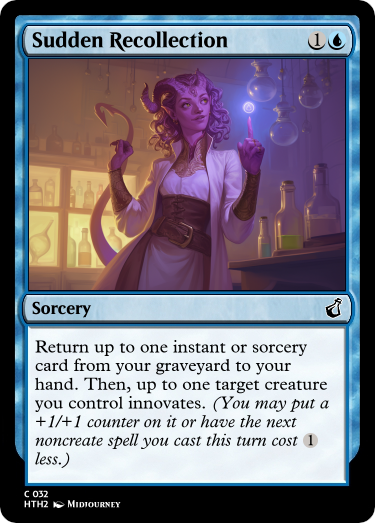 Sudden Recollection 1
Sorcery
Return up to one instant or sorcery
card from your graveyard to your
hand. Then, up to one target creature
you control innovates. (You may put a
+1/+1 counter on it or have the next
noncreate spell you cast this turn cost 1
less.)
C 032
HTH2 Midjourney